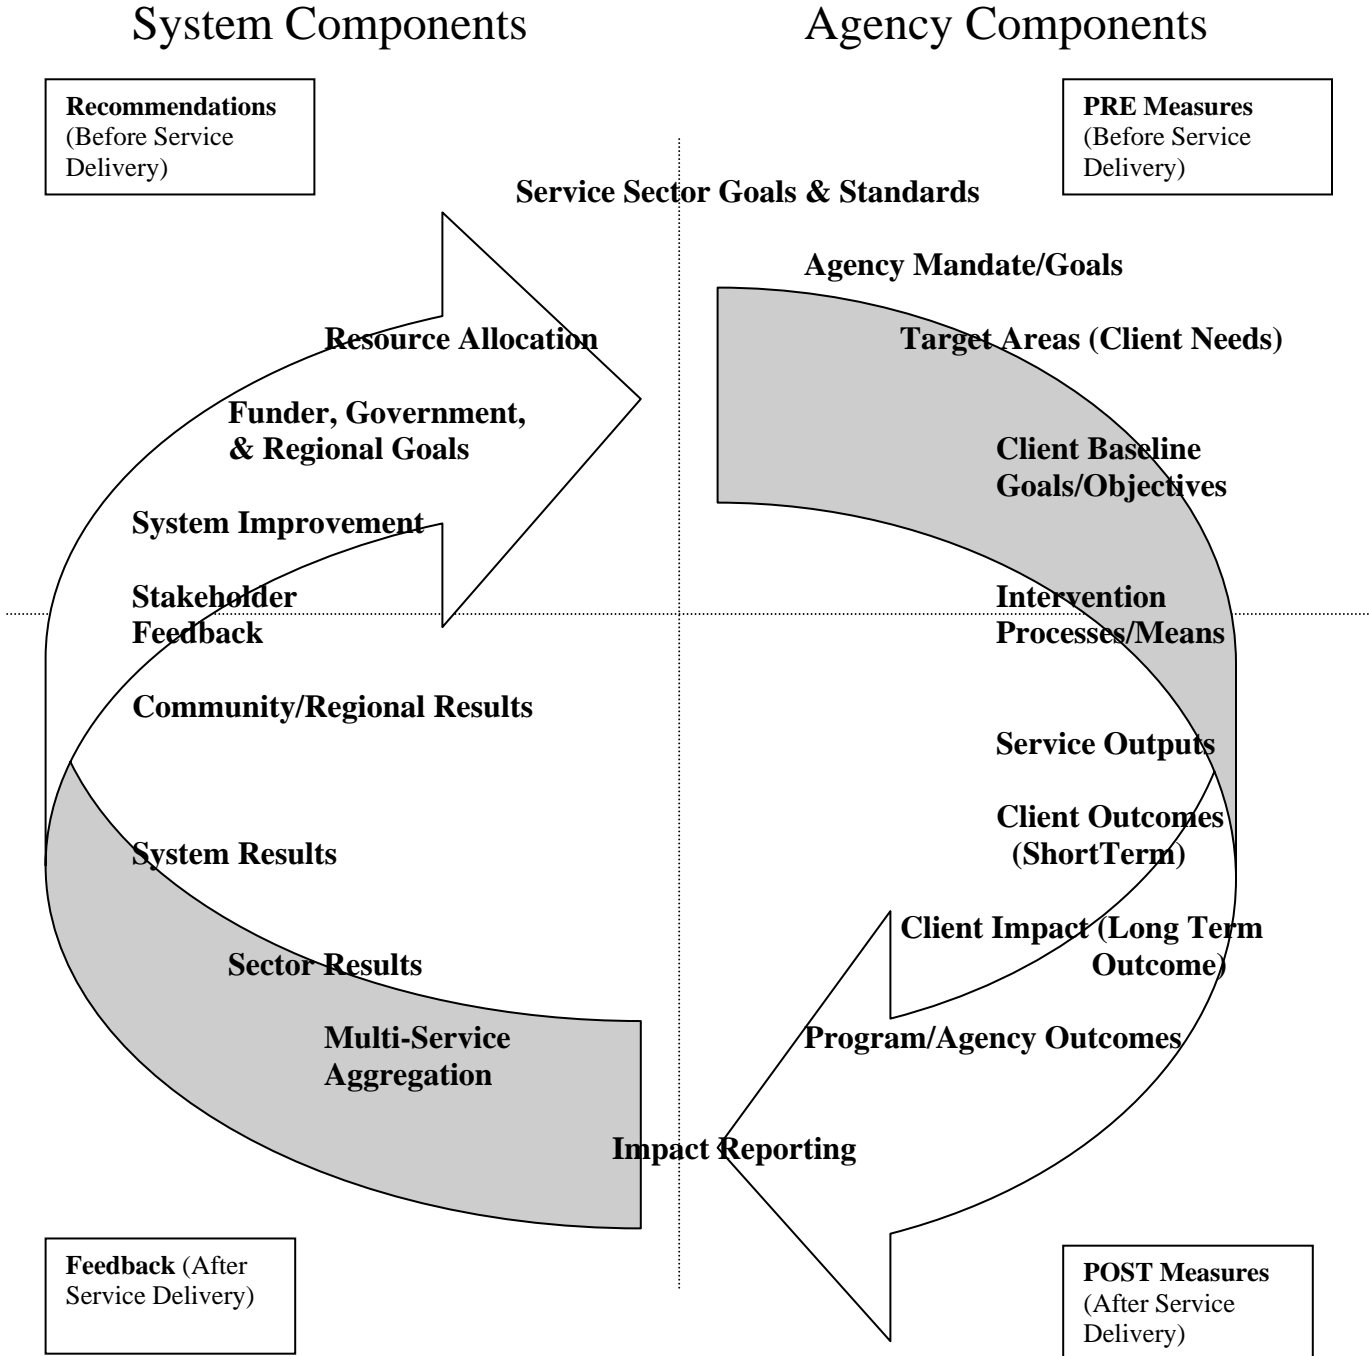 System Components
Agency Components
Recommendations
(Before Service
Delivery)
PRE Measures
(Before Service
Delivery)
Service Sector Goals & Standards
Agency Mandate/Goals
Resource Allocation
Target Areas (Client Needs)
Funder, Government,
& Regional Goals
Client Baseline
Goals/Objectives
System Improvement
Stakeholder
Feedback
Intervention
Processes/Means
Community/Regional Results
Service Outputs
Client Outcomes
(ShortTerm)
System Results
Client Impact (Long Term
Outcome)
Sector Results
Multi-Service
Aggregation
Program/Agency Outcomes
Impact Reporting
Feedback (After
Service Delivery)
POST Measures
(After Service
Delivery)